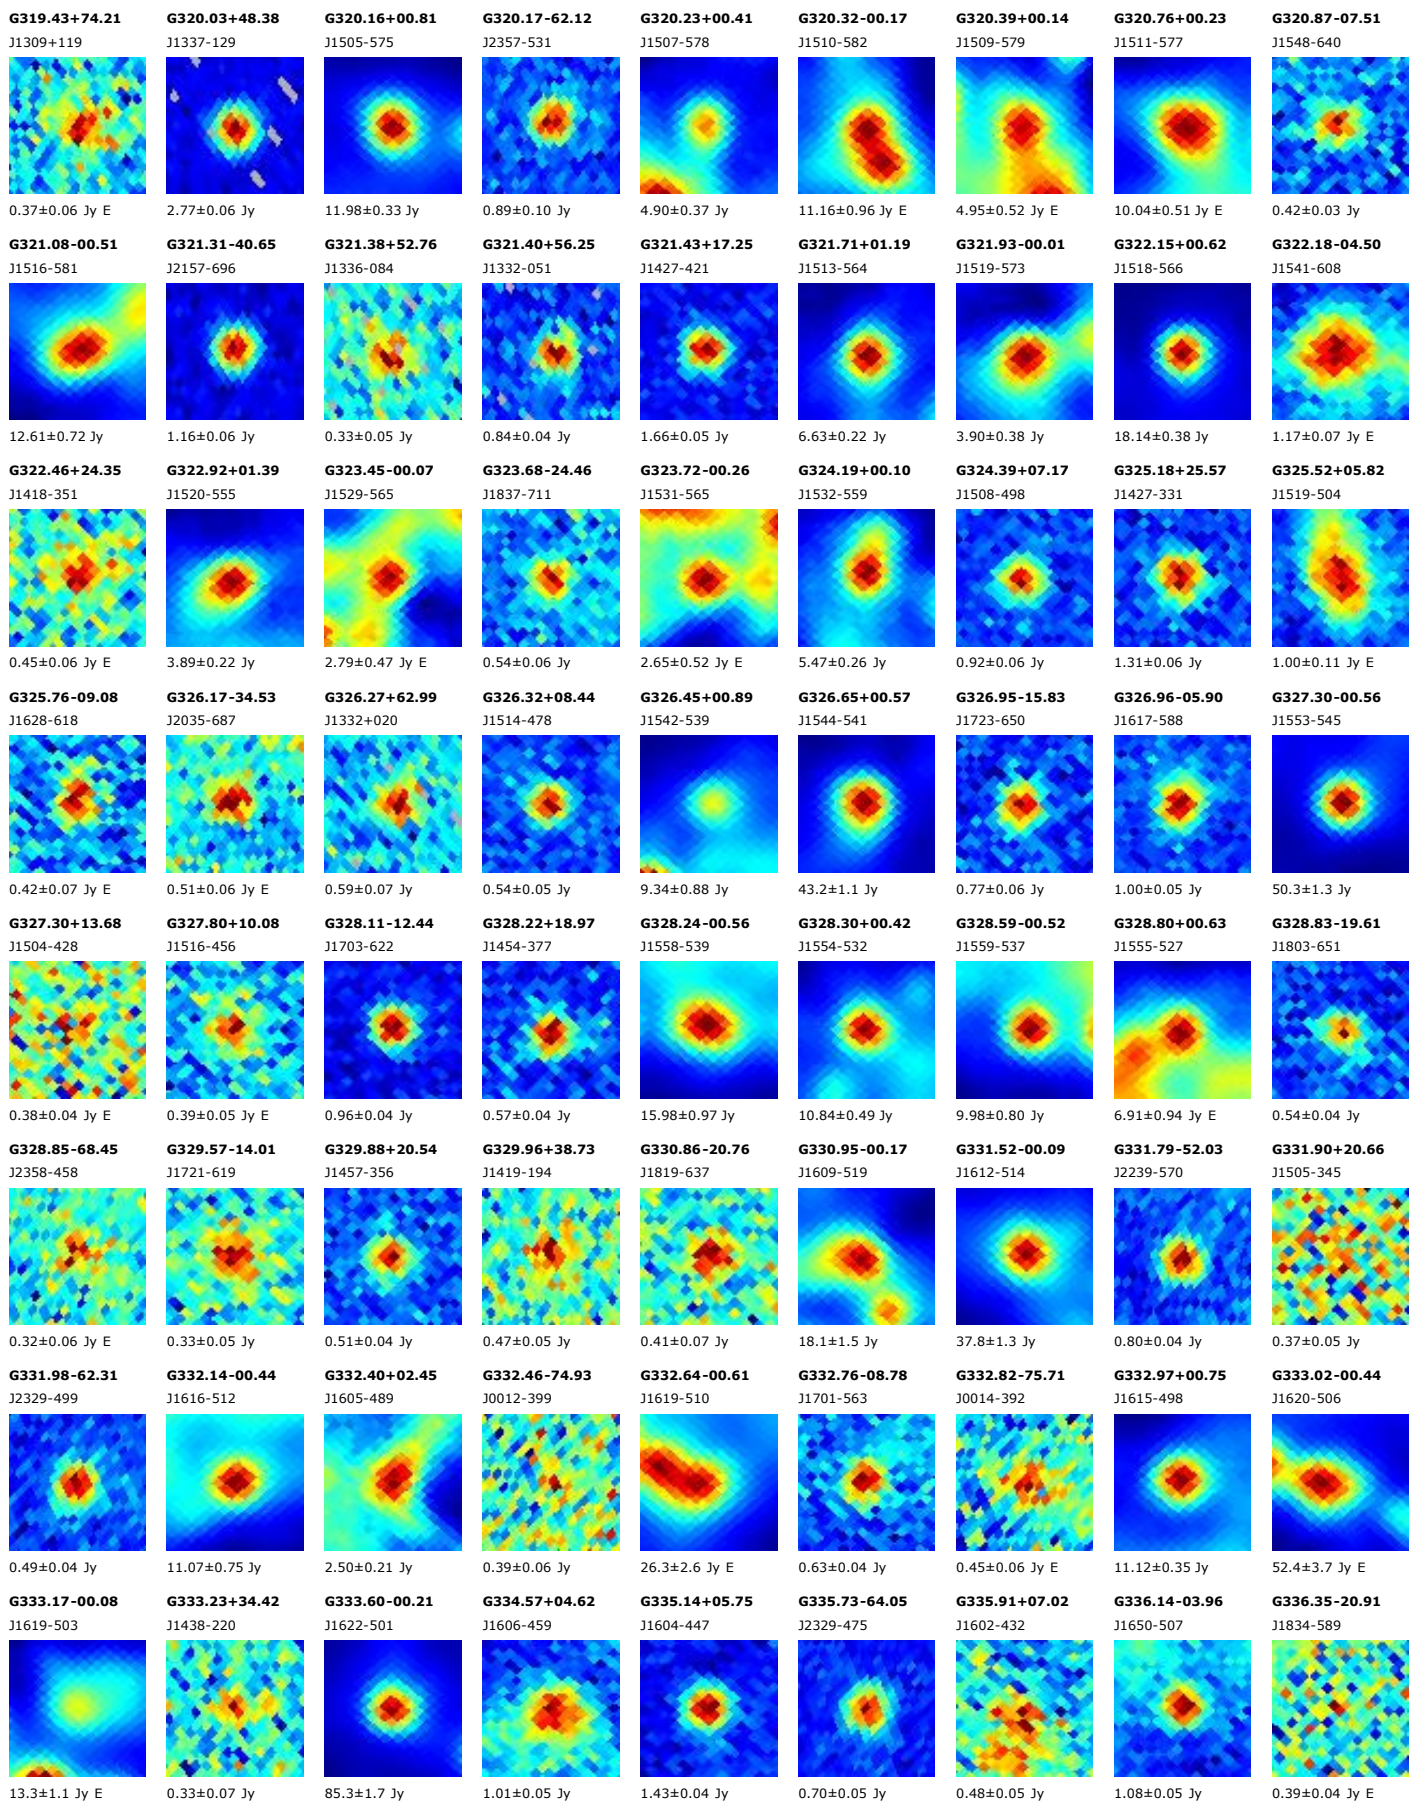 G319.43+74.21 G320.03+48.38 G320.16+00.81 G320.17-62.12 G320.23+00.41 G320.32-00.17 G320.39+00.14 G320.76+00.23 G320.87-07.51
J1309+119 J1337-129 J1505-575 J2357-531 J1507-578 J1510-582 J1509-579 J1511-577 J1548-640
0.37±0.06 Jy E 2.77±0.06 Jy 11.98±0.33 Jy 0.89±0.10 Jy 4.90±0.37 Jy 11.16±0.96 Jy E 4.95±0.52 Jy E 10.04±0.51 Jy E 0.42±0.03 Jy
G321.08-00.51 G321.31-40.65 G321.38+52.76 G321.40+56.25 G321.43+17.25 G321.71+01.19 G321.93-00.01 G322.15+00.62 G322.18-04.50
J1516-581 J2157-696 J1336-084 J1332-051 J1427-421 J1513-564 J1519-573 J1518-566 J1541-608
12.61±0.72 Jy 1.16±0.06 Jy 0.33±0.05 Jy 0.84±0.04 Jy 1.66±0.05 Jy 6.63±0.22 Jy 3.90±0.38 Jy 18.14±0.38 Jy 1.17±0.07 Jy E
G322.46+24.35 G322.92+01.39 G323.45-00.07 G323.68-24.46 G323.72-00.26 G324.19+00.10 G324.39+07.17 G325.18+25.57 G325.52+05.82
J1418-351 J1520-555 J1529-565 J1837-711 J1531-565 J1532-559 J1508-498 J1427-331 J1519-504
0.45±0.06 Jy E 3.89±0.22 Jy 2.79±0.47 Jy E 0.54±0.06 Jy 2.65±0.52 Jy E 5.47±0.26 Jy 0.92±0.06 Jy 1.31±0.06 Jy 1.00±0.11 Jy E
G325.76-09.08 G326.17-34.53 G326.27+62.99 G326.32+08.44 G326.45+00.89 G326.65+00.57 G326.95-15.83 G326.96-05.90 G327.30-00.56
J1628-618 J2035-687 J1332+020 J1514-478 J1542-539 J1544-541 J1723-650 J1617-588 J1553-545
0.42±0.07 Jy E 0.51±0.06 Jy E 0.59±0.07 Jy 0.54±0.05 Jy 9.34±0.88 Jy 43.2±1.1 Jy 0.77±0.06 Jy 1.00±0.05 Jy 50.3±1.3 Jy
G327.30+13.68 G327.80+10.08 G328.11-12.44 G328.22+18.97 G328.24-00.56 G328.30+00.42 G328.59-00.52 G328.80+00.63 G328.83-19.61
J1504-428 J1516-456 J1703-622 J1454-377 J1558-539 J1554-532 J1559-537 J1555-527 J1803-651
0.38±0.04 Jy E 0.39±0.05 Jy E 0.96±0.04 Jy 0.57±0.04 Jy 15.98±0.97 Jy 10.84±0.49 Jy 9.98±0.80 Jy 6.91±0.94 Jy E 0.54±0.04 Jy
G328.85-68.45 G329.57-14.01 G329.88+20.54 G329.96+38.73 G330.86-20.76 G330.95-00.17 G331.52-00.09 G331.79-52.03 G331.90+20.66
J2358-458 J1721-619 J1457-356 J1419-194 J1819-637 J1609-519 J1612-514 J2239-570 J1505-345
0.32±0.06 Jy E 0.33±0.05 Jy 0.51±0.04 Jy 0.47±0.05 Jy 0.41±0.07 Jy 18.1±1.5 Jy 37.8±1.3 Jy 0.80±0.04 Jy 0.37±0.05 Jy
G331.98-62.31 G332.14-00.44 G332.40+02.45 G332.46-74.93 G332.64-00.61 G332.76-08.78 G332.82-75.71 G332.97+00.75 G333.02-00.44
J2329-499 J1616-512 J1605-489 J0012-399 J1619-510 J1701-563 J0014-392 J1615-498 J1620-506
0.49±0.04 Jy 11.07±0.75 Jy 2.50±0.21 Jy 0.39±0.06 Jy 26.3±2.6 Jy E 0.63±0.04 Jy 0.45±0.06 Jy E 11.12±0.35 Jy 52.4±3.7 Jy E
G333.17-00.08 G333.23+34.42 G333.60-00.21 G334.57+04.62 G335.14+05.75 G335.73-64.05 G335.91+07.02 G336.14-03.96 G336.35-20.91
J1619-503 J1438-220 J1622-501 J1606-459 J1604-447 J2329-475 J1602-432 J1650-507 J1834-589
13.3±1.1 Jy E 0.33±0.07 Jy 85.3±1.7 Jy 1.01±0.05 Jy 1.43±0.04 Jy 0.70±0.05 Jy 0.48±0.05 Jy 1.08±0.05 Jy 0.39±0.04 Jy E